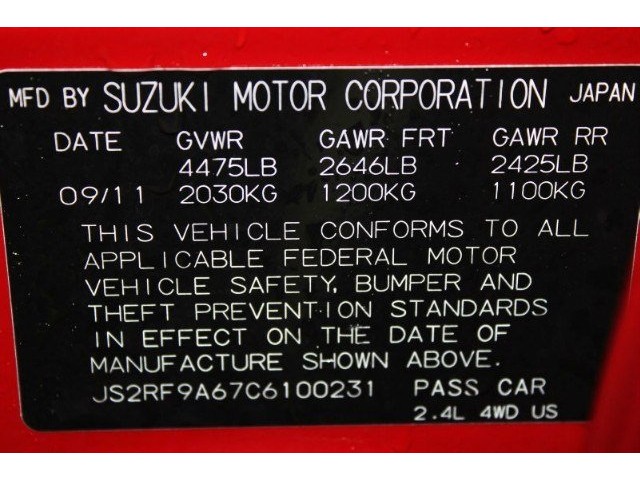 MFD BY SUZUKI MOTOR CORPORATION JAPAN
DATE GVWR GAWR FRT GAWR RR
4475LB 2646LB 2425LB
09/11 2030KG 1200KG 1100KG
THIS VEHICLE CONFORMS TO ALL
APPLICABLE FEDERAL MOTOR
VEHICLE SAFETY, BUMPER AND
THEFT PREVENTION STANDARDS
IN EFFECT ON THE DATE OF
MANUFACTURE SHOWN ABOVE.
JS2RF9A67C6100231 PASS CAR
2.4L 4WD US